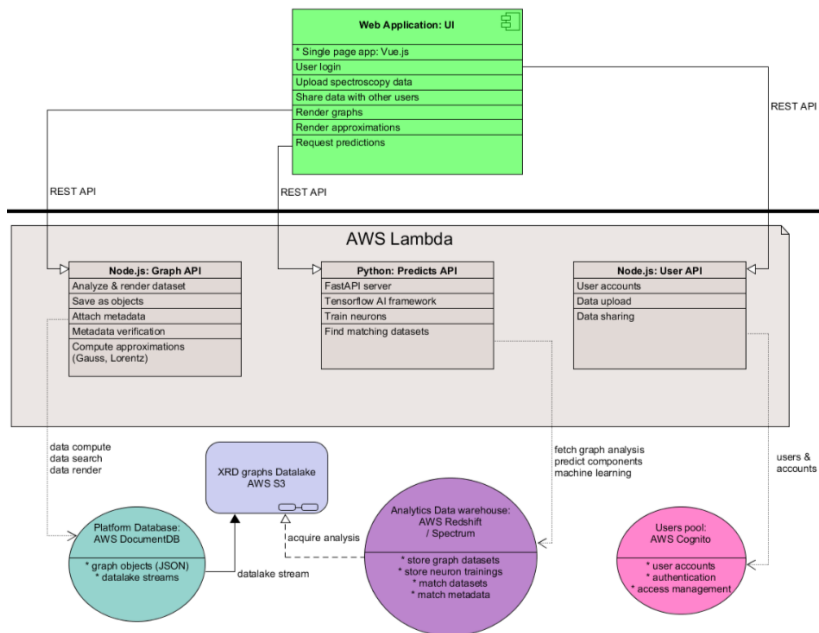 Web Application: UI
* Single page app: Vue.js
User login
Upload spectroscopy data
Share data with other users
Render graphs
Render approximations
Request predictions
REST API
REST API
REST API
AWS Lambda
Node.js: Graph API
Analyze & render dataset
Save as objects
Attach metadata
Metadata verification
Compute approximations
(Gauss, Lorentz)
Python: Predicts API
FastAPI server
Tensorflow AI framework
Train neurons
Find matching datasets
Node.js: User API
User accounts
Data upload
Data sharing
data compute
data search
data render
XRD graphs Datalake
AWS S3
fetch graph analysis
predict components
machine learning
users &
accounts
Platform Database:
AWS DocumentDB
* graph objects (JSON)
* datalake streams
datalake stream
acquire analysis
Analytics Data warehouse:
AWS Redshift
/ Spectrum
* store graph datasets
* store neuron trainings
* match datasets
* match metadata
Users pool:
AWS Cognito
* user accounts
* authentication
* access management